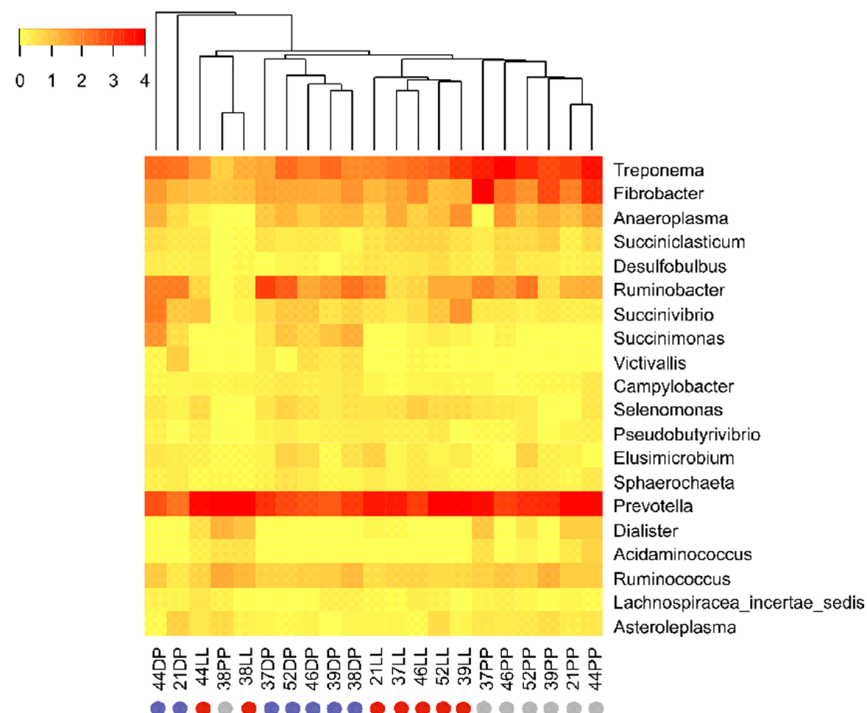 0 1 2 3 4
Treponema
Fibrobacter
Anaeroplasma
Succiniclasticum
Desulfobulbus
Ruminobacter
Succinivibrio
Succinimonas
Victivallis
Campylobacter
Selenomonas
Pseudobutyrivibrio
Elusimicrobium
Sphaerochaeta
Prevotella
Dialister
Acidaminococcus
Ruminococcus
Lachnospiracea_incertae_sedis
Asteroleplasma
44DP 21DP 44LL 38PP 38LL 37DP 52DP 46DP 39DP 38DP 21LL 37LL 46LL 52LL 39LL 37PP 46PP 52PP 39PP 21PP 44PP